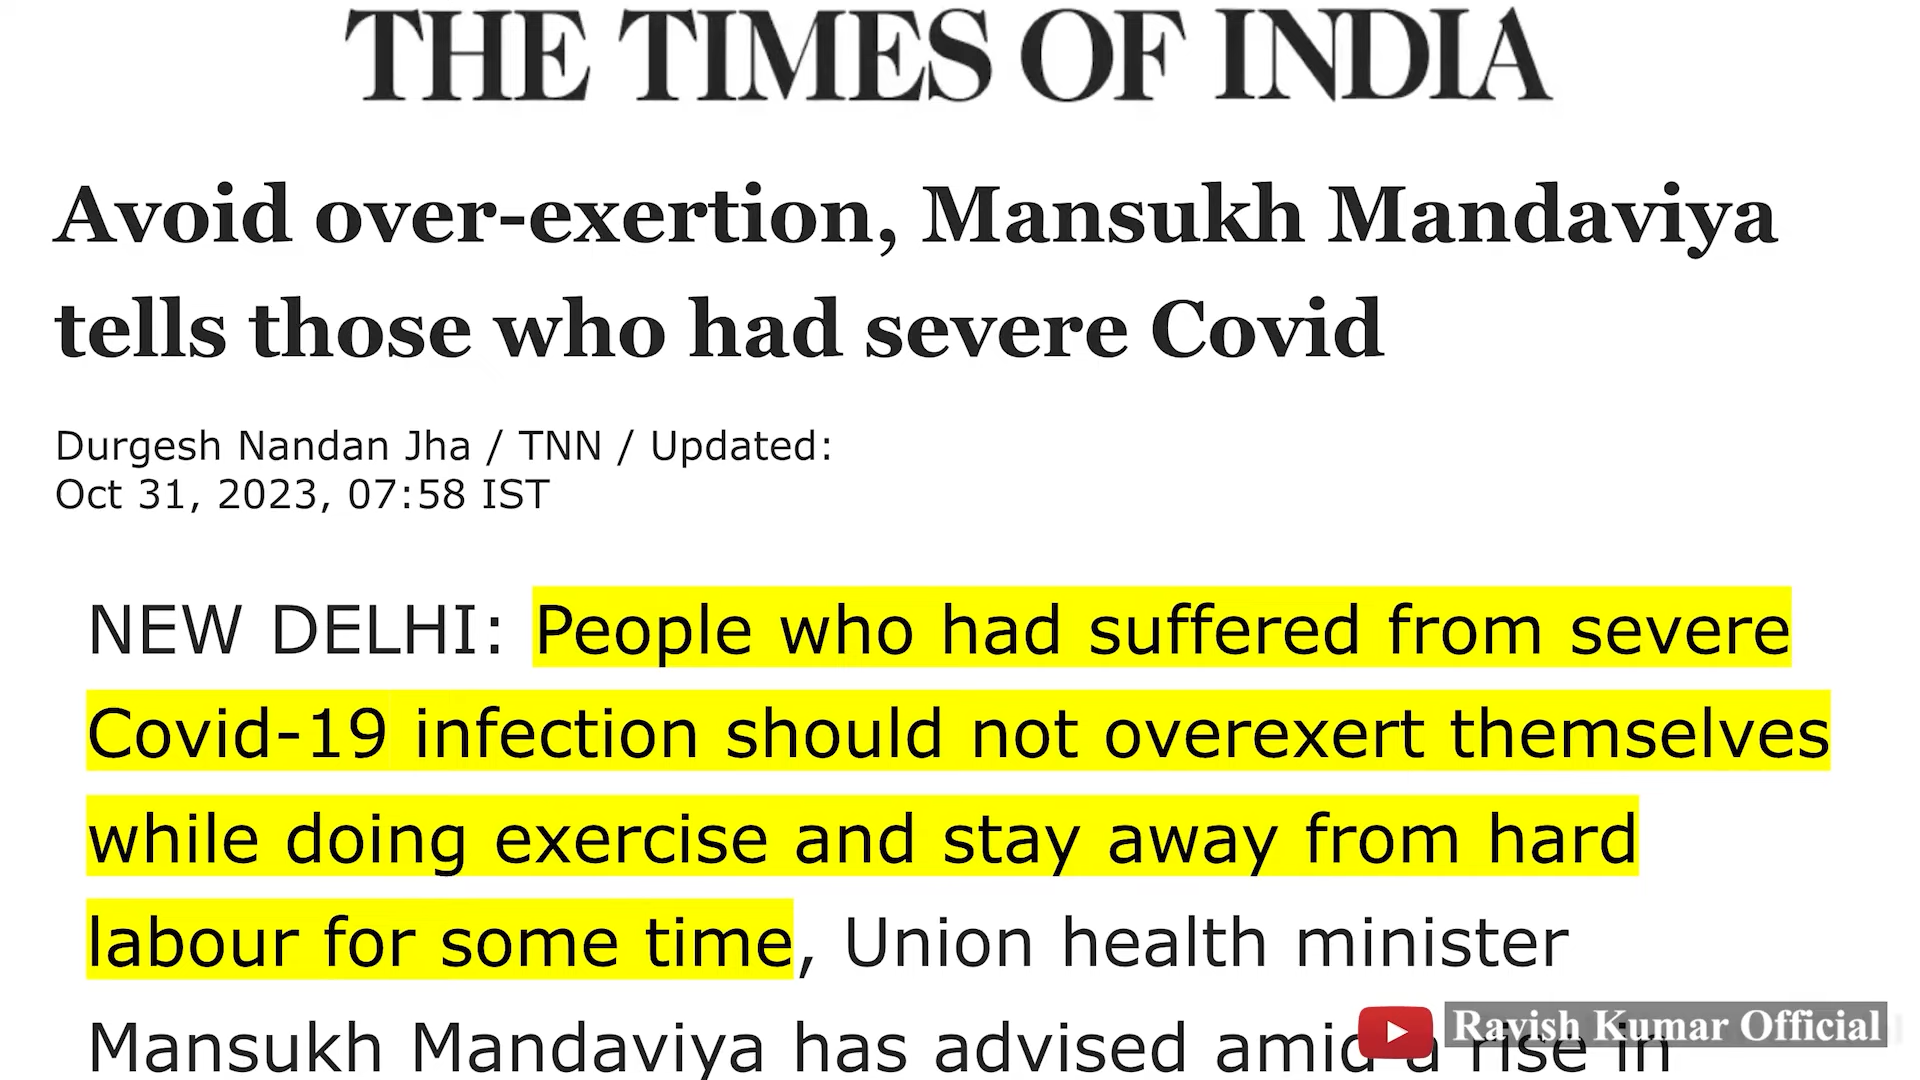 THE TIMES OF INDIA
Avoid over-exertion, Mansukh Mandaviya
tells those who had severe Covid
Durgesh Nandan Jha / TNN / Updated:
Oct 31, 2023, 07:58 IST
NEW DELHI: People who had suffered from severe
Covid-19 infection should not overexert themselves
while doing exercise and stay away from hard
labour for some time, Union health minister
Mansukh Mandaviya has advised amid a rise in
Ravish Kumar Official